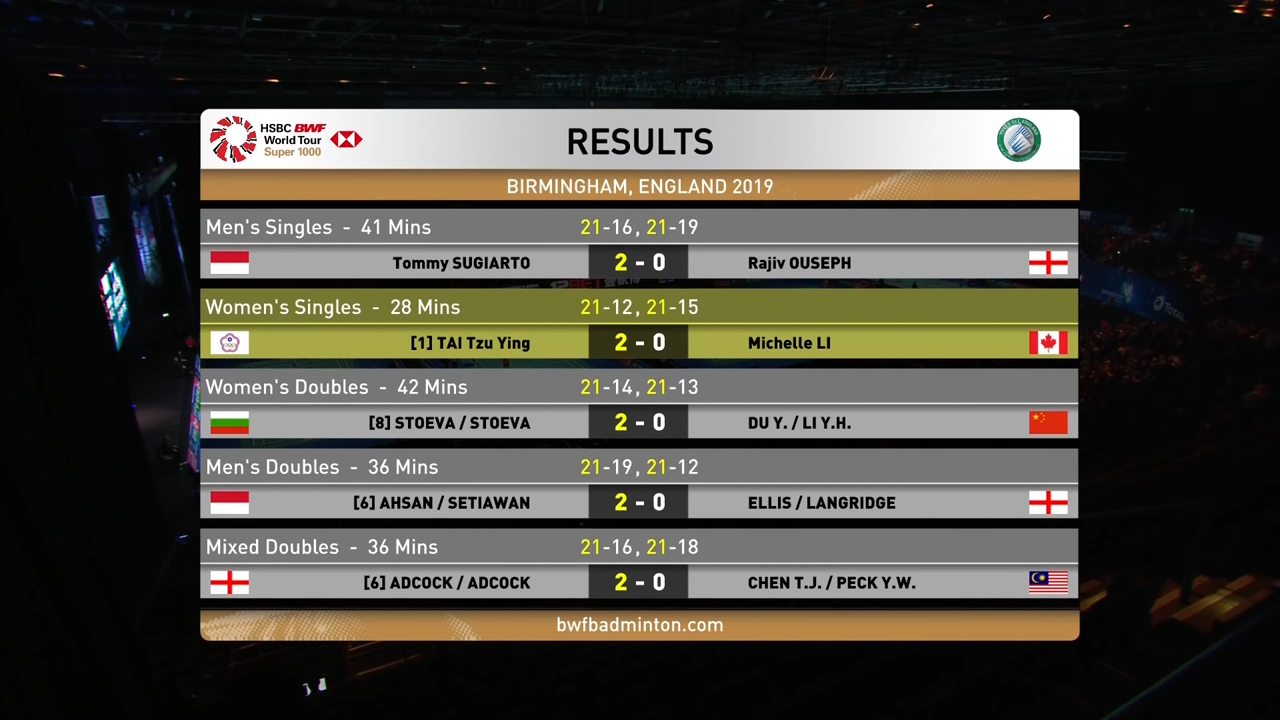 HSBC BWF
World Tour
Super 1000
RESULTS
BIRMINGHAM, ENGLAND 2019
Men's Singles - 41 Mins 21-16, 21-19
Tommy SUGIARTO 2 - 0 Rajiv OUSEPH
Women's Singles - 28 Mins 21-12, 21-15
[1] TAI Tzu Ying 2 - 0 Michelle LI
Women's Doubles - 42 Mins 21-14, 21-13
[8] STOEVA / STOEVA 2 - 0 DU Y. / LI Y.H.
Men's Doubles - 36 Mins 21-19, 21-12
[6] AHSAN / SETIAWAN 2 - 0 ELLIS / LANGRIDGE
Mixed Doubles - 36 Mins 21-16, 21-18
[6] ADCOCK / ADCOCK 2 - 0 CHEN T.J. / PECK Y.W.
bwfbadminton.com
TOTAL